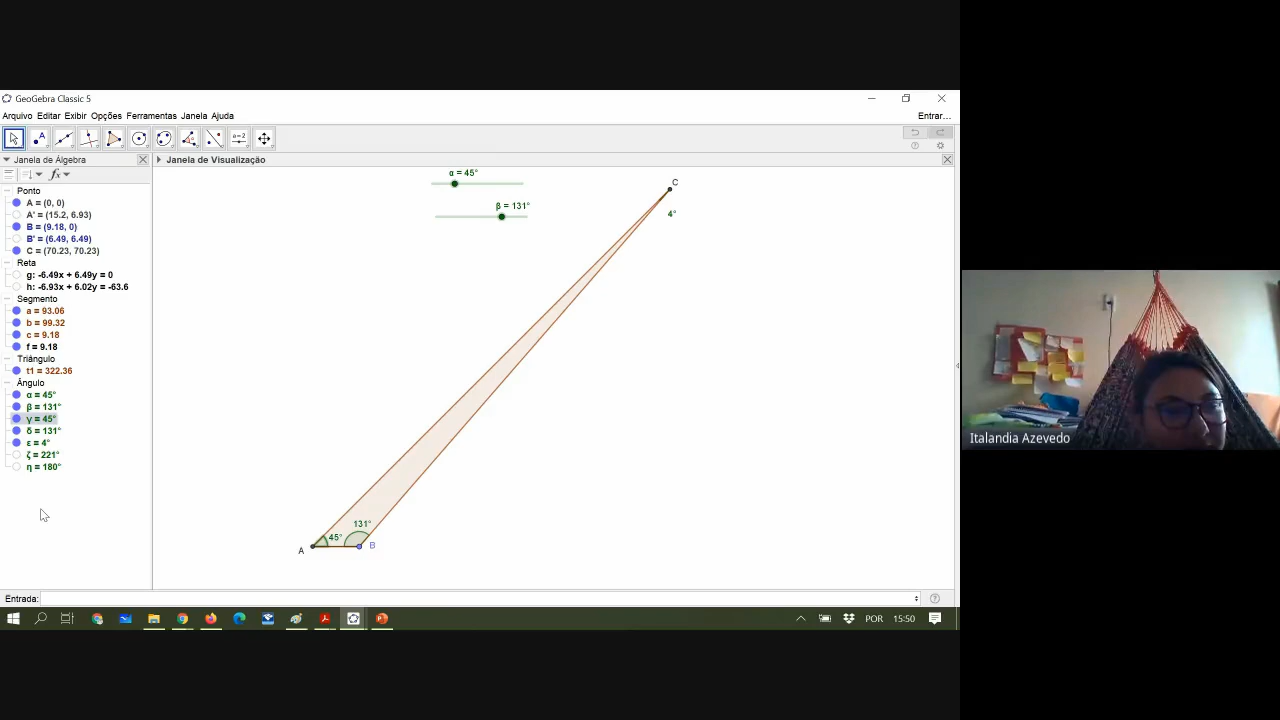 GeoGebra Classic 5
Arquivo Editar Exibir Opções Ferramentas Janela Ajuda
Entrar...
A
a=2
Janela de Álgebra
Janela de Visualização
fx
Ponto
A = (0, 0)
A' = (15.2, 6.93)
B = (9.18, 0)
B' = (6.49, 6.49)
C = (70.23, 70.23)
Reta
g: -6.49x + 6.49y = 0
h: -6.93x + 6.02y = -63.6
Segmento
a = 93.06
b = 99.32
c = 9.18
f = 9.18
Triângulo
t1 = 322.36
Ângulo
α = 45°
β = 131°
γ = 45°
δ = 131°
ε = 4°
ζ = 221°
η = 180°
α = 45°
β = 131°
C
4°
131°
45°
A
B
Entrada:
POR
15:50
Italandia Azevedo